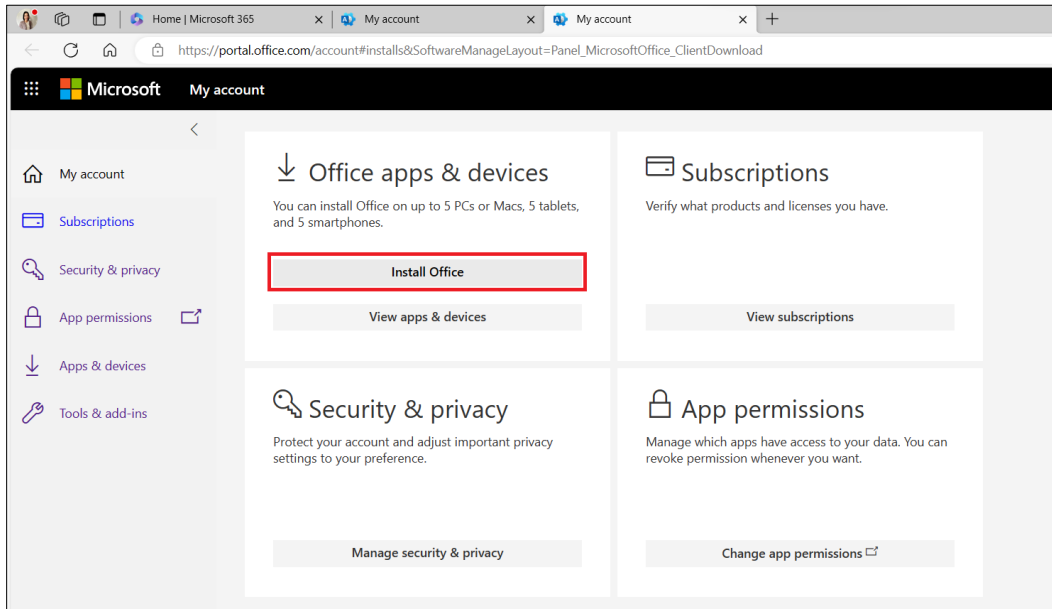 Home | Microsoft 365
My account
My account
https://portal.office.com/account#installs&SoftwareManageLayout=Panel_MicrosoftOffice_ClientDownload
Microsoft
My account
My account
Subscriptions
Security & privacy
App permissions
Apps & devices
Tools & add-ins
Office apps & devices
You can install Office on up to 5 PCs or Macs, 5 tablets,
and 5 smartphones.
Install Office
View apps & devices
Subscriptions
Verify what products and licenses you have.
View subscriptions
Security & privacy
Protect your account and adjust important privacy
settings to your preference.
Manage security & privacy
App permissions
Manage which apps have access to your data. You can
revoke permission whenever you want.
Change app permissions